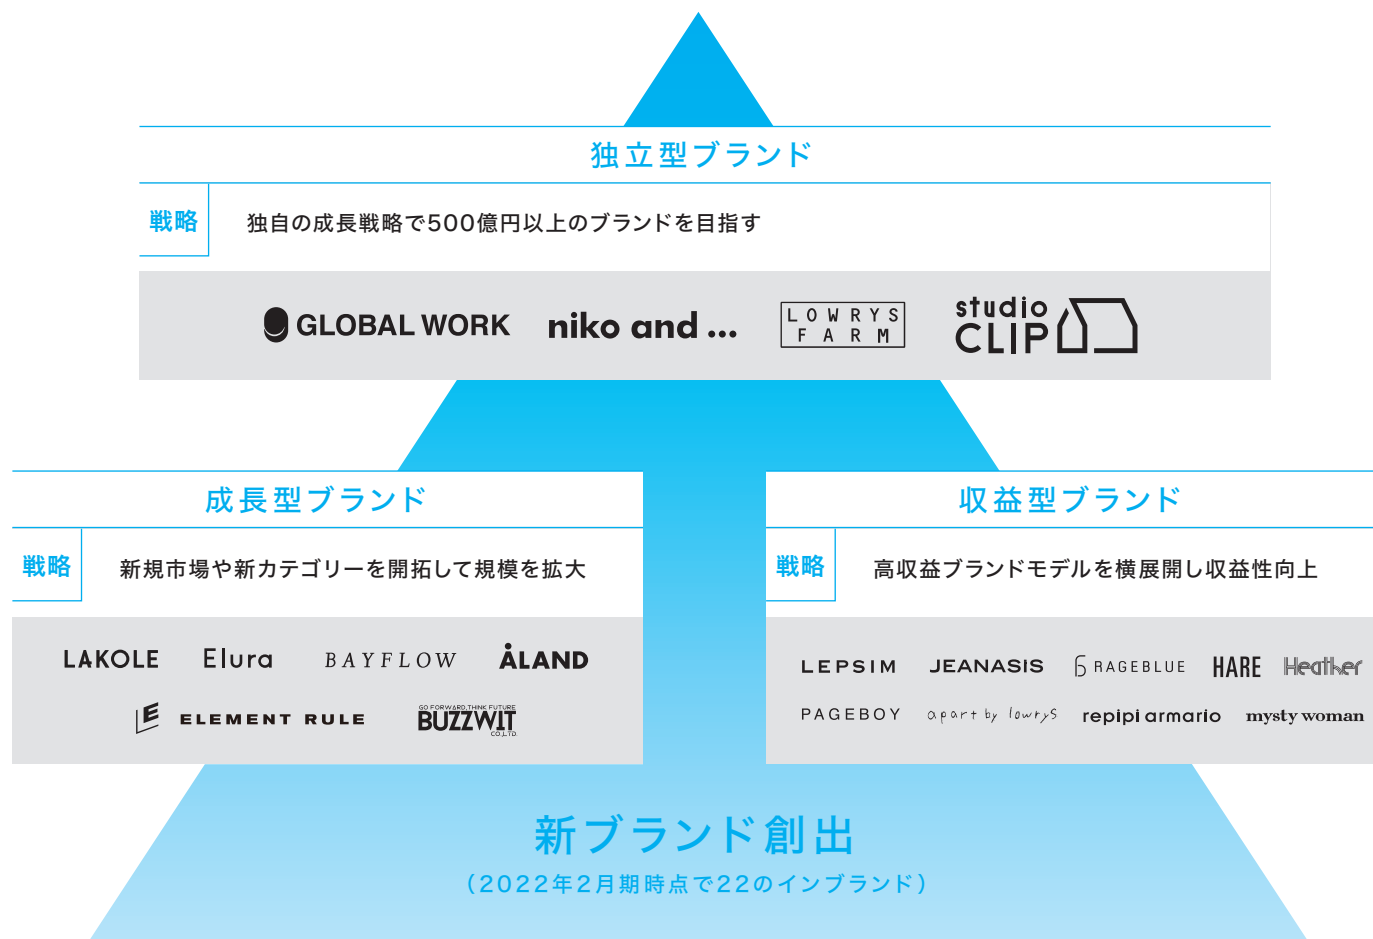 独立型ブランド
戦略
独自の成長戦略で500億円以上のブランドを目指す
GLOBAL WORK
niko and ...
LOWRYS
FARM
studio
CLIP
成長型ブランド
戦略
新規市場や新カテゴリーを開拓して規模を拡大
LAKOLE
Elura
BAYFLOW
ÅLAND
ELEMENT RULE
GO FORWARD,THINK FUTURE
BUZZWIT
CO.,LTD.
収益型ブランド
戦略
高収益ブランドモデルを横展開し収益性向上
LEPSIM
JEANASIS
RAGEBLUE
HARE
Heather
PAGEBOY
apart by lowrys
repipi armario
mysty woman
新ブランド創出
（2022年2月期時点で22のインブランド）